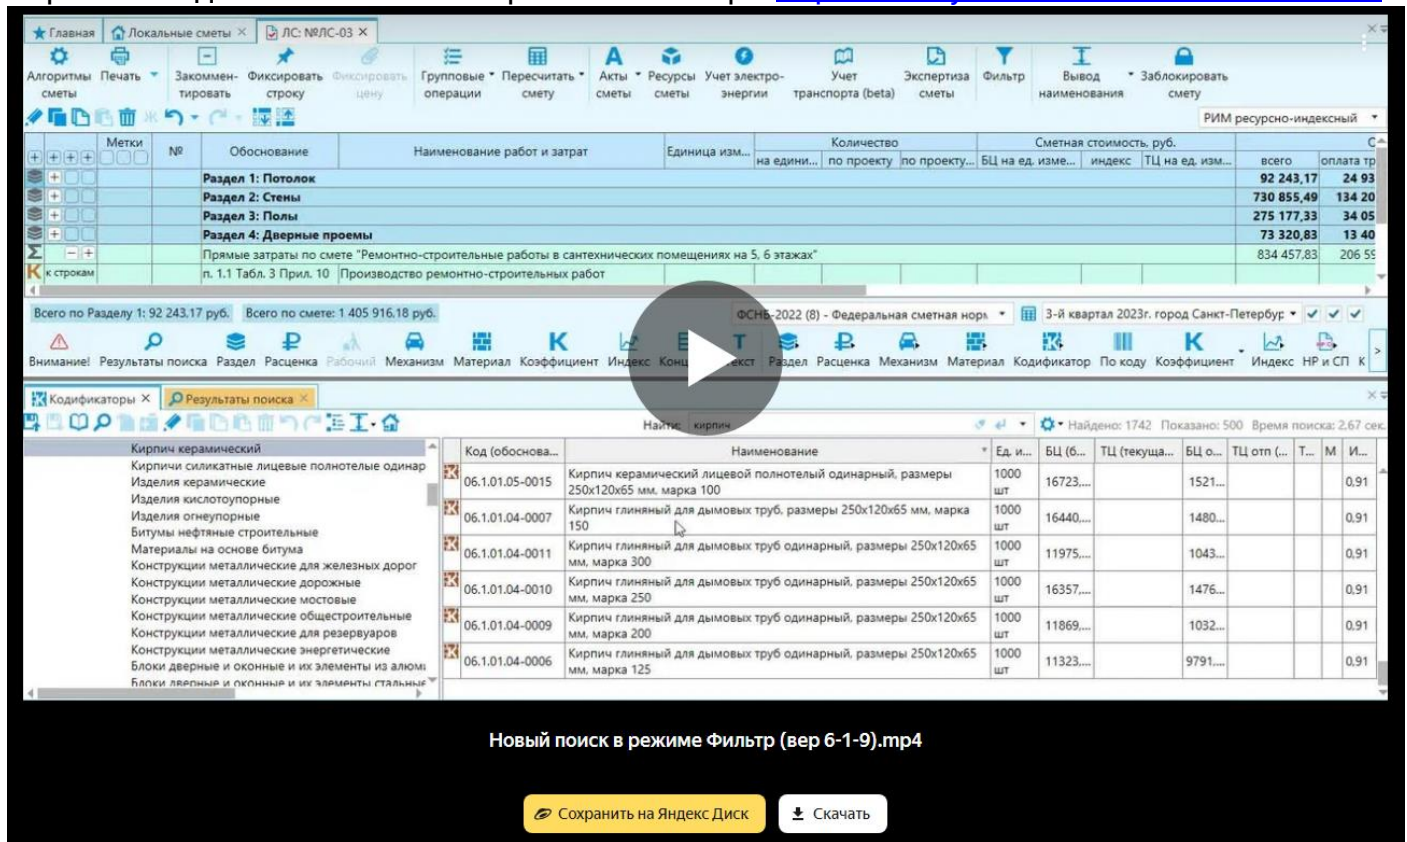 Главная Локальные сметы × ЛС: №ЛС-03 ×
Алгоритмы сметы Печать Закоммен- тировать Фиксировать строку Фиксировать цену Групповые операции Пересчитать смету Акты сметы Ресурсы сметы Учет электро- энергии Учет транспорта (beta) Экспертиза сметы Фильтр Вывод наименования Заблокировать смету
РИМ ресурсно-индексный
Метки № Обоснование Наименование работ и затрат Единица изм... Количество Сметная стоимость, руб.
на едини... по проекту по проекту... БЦ на ед. изме... индекс ТЦ на ед. изм... всего оплата тр
Раздел 1: Потолок 92 243,17 24 93
Раздел 2: Стены 730 855,49 134 20
Раздел 3: Полы 275 177,33 34 05
Раздел 4: Дверные проемы 73 320,83 13 40
Σ Прямые затраты по смете "Ремонтно-строительные работы в сантехнических помещениях на 5, 6 этажах" 834 457,83 206 59
К к строкам п. 1.1 Табл. 3 Прил. 10 Производство ремонтно-строительных работ
Всего по Разделу 1: 92 243.17 руб. Всего по смете: 1 405 916.18 руб. ФСНБ-2022 (8) - Федеральная сметная норм 3-й квартал 2023г. город Санкт-Петербург
Внимание! Результаты поиска Раздел Расценка Рабочий Механизм Материал Коэффициент Индекс Раздел Расценка Механизм Материал Кодификатор По коду Коэффициент Индекс НР и СП К
Кодификаторы × Результаты поиска ×
Найти: кирпич Найдено: 1742 Показано: 500 Время поиска: 2.67 сек.
Код (обоснова... Наименование Ед. и... БЦ (б... ТЦ (текуща... БЦ о... ТЦ отп (... Т... М И...
Кирпич керамический
Кирпичи силикатные лицевые полнотелые одинар
Изделия керамические
Изделия кислотоупорные
Изделия огнеупорные
Битумы нефтяные строительные
Материалы на основе битума
Конструкции металлические для железных дорог
Конструкции металлические дорожные
Конструкции металлические мостовые
Конструкции металлические общестроительные
Конструкции металлические для резервуаров
Конструкции металлические энергетические
Блоки дверные и оконные и их элементы из алюм
Блоки дверные и оконные и их элементы стальные
06.1.01.05-0015 Кирпич керамический лицевой полнотелый одинарный, размеры 1000 16723,... 1521... 0,91
250х120х65 мм, марка 100 шт
06.1.01.04-0007 Кирпич глиняный для дымовых труб, размеры 250х120х65 мм, марка 1000 16440,... 1480... 0,91
150 шт
06.1.01.04-0011 Кирпич глиняный для дымовых труб одинарный, размеры 250х120х65 1000 11975,... 1043... 0,91
мм, марка 300 шт
06.1.01.04-0010 Кирпич глиняный для дымовых труб одинарный, размеры 250х120х65 1000 16357,... 1476... 0,91
мм, марка 250 шт
06.1.01.04-0009 Кирпич глиняный для дымовых труб одинарный, размеры 250х120х65 1000 11869,... 1032... 0,91
мм, марка 200 шт
06.1.01.04-0006 Кирпич глиняный для дымовых труб одинарный, размеры 250х120х65 1000 11323,... 9791,... 0,91
мм, марка 125 шт
Новый поиск в режиме Фильтр (вер 6-1-9).mp4
Сохранить на Яндекс Диск Скачать